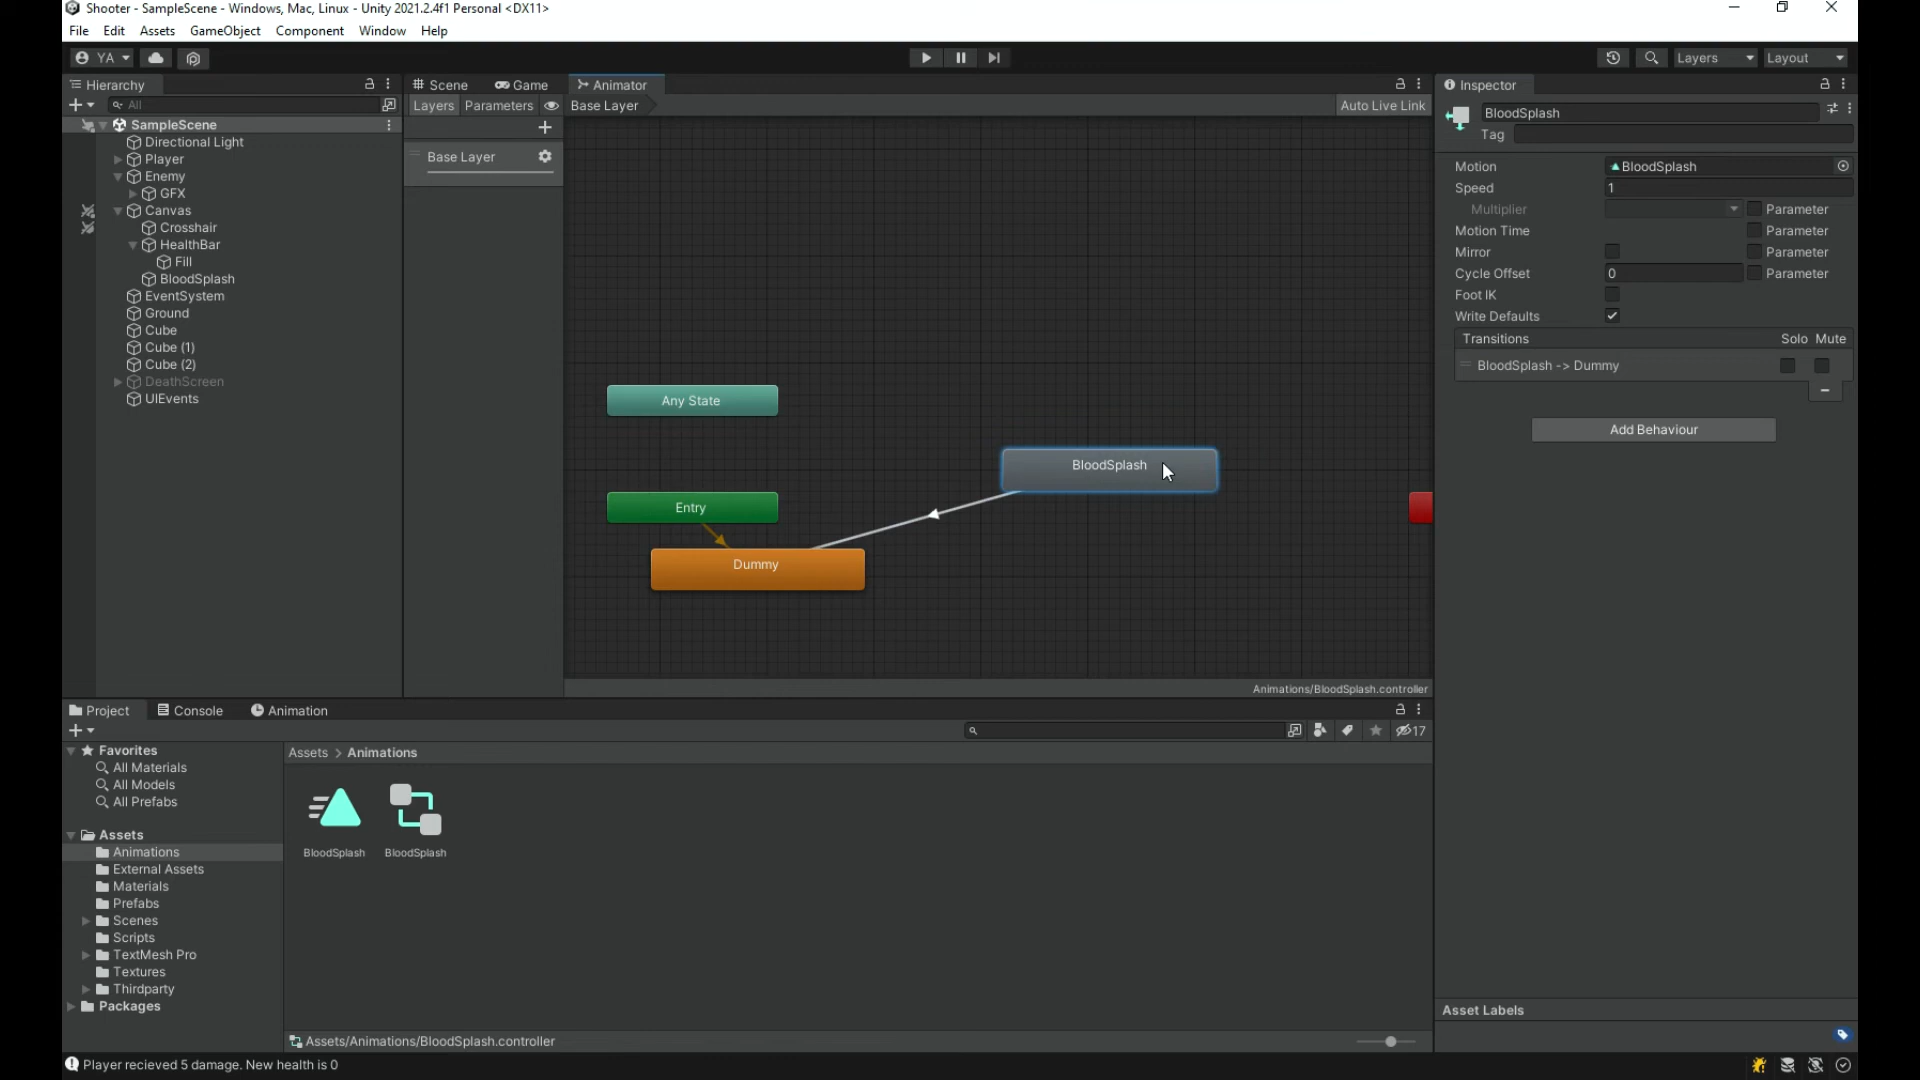 Shooter - SampleScene - Windows, Mac, Linux - Unity 2021.2.4f1 Personal <DX11>
File Edit Assets GameObject Component Window Help
YA
Layers Layout
Hierarchy
All
SampleScene
Directional Light
Player
Enemy
GFX
Canvas
Crosshair
HealthBar
Fill
BloodSplash
EventSystem
Ground
Cube
Cube (1)
Cube (2)
DeathScreen
UIEvents
Scene Game Animator
Layers Parameters Base Layer Auto Live Link
Base Layer
Any State
BloodSplash
Entry
Dummy
Animations/BloodSplash.controller
Inspector
BloodSplash
Tag
Motion BloodSplash
Speed 1
Multiplier Parameter
Motion Time Parameter
Mirror Parameter
Cycle Offset 0 Parameter
Foot IK
Write Defaults
Transitions Solo Mute
BloodSplash -> Dummy
Add Behaviour
Asset Labels
Project Console Animation
17
Favorites
All Materials
All Models
All Prefabs
Assets
Animations
External Assets
Materials
Prefabs
Scenes
Scripts
TextMesh Pro
Textures
Thirdparty
Packages
Assets > Animations
BloodSplash BloodSplash
Assets/Animations/BloodSplash.controller
Player recieved 5 damage. New health is 0